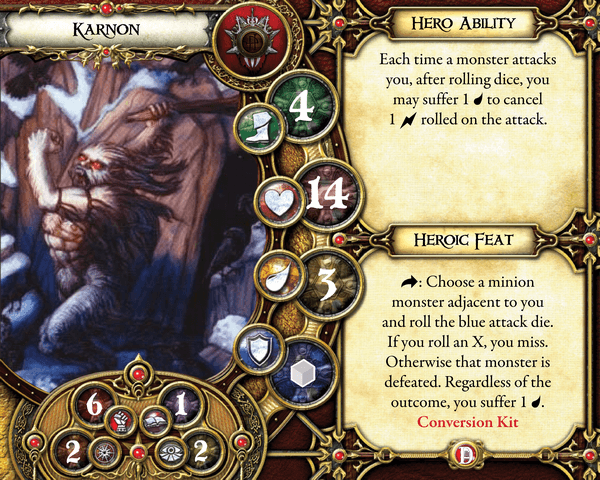 KARNON
HERO ABILITY
Each time a monster attacks
you, after rolling dice, you
may suffer 1 to cancel
1 rolled on the attack.
4
14
3
HEROIC FEAT
: Choose a minion
monster adjacent to you
and roll the blue attack die.
If you roll an X, you miss.
Otherwise that monster is
defeated. Regardless of the
outcome, you suffer 1 .
Conversion Kit
6 1
2 2
D